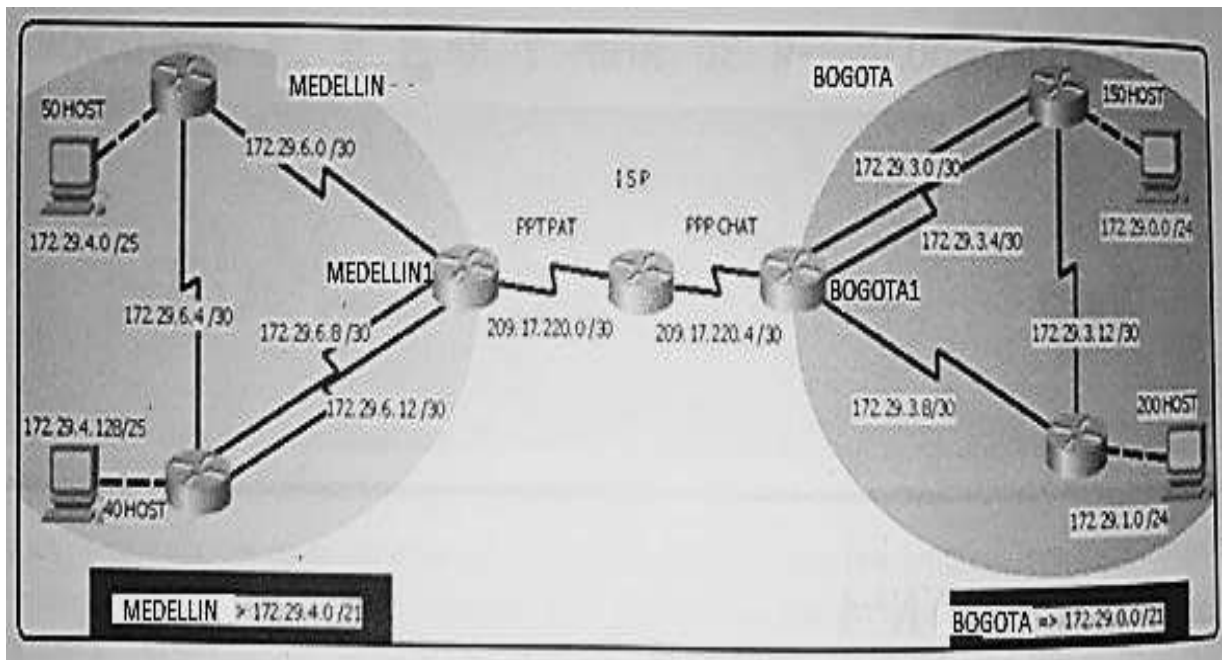 MEDELLIN
BOGOTA
50 HOST
150 HOST
172.29.6.0 /30
172.29.3.0 /30
ISP
172.29.4.0 /25
PPT PAT
PPP CHAT
172.29.3.4/30
172.29.0.0 /24
MEDELLIN1
BOGOTA1
172.29.6.4 /30
172.29.6.8 /30
209.17.220.0 /30
209.17.220.4 /30
172.29.3.12 /30
172.29.6.12 /30
172.29.3.8/30
200 HOST
172.29.4.128/25
40 HOST
172.29.1.0 /24
MEDELLIN > 172.29.4.0 /21
BOGOTA => 172.29.0.0 /21